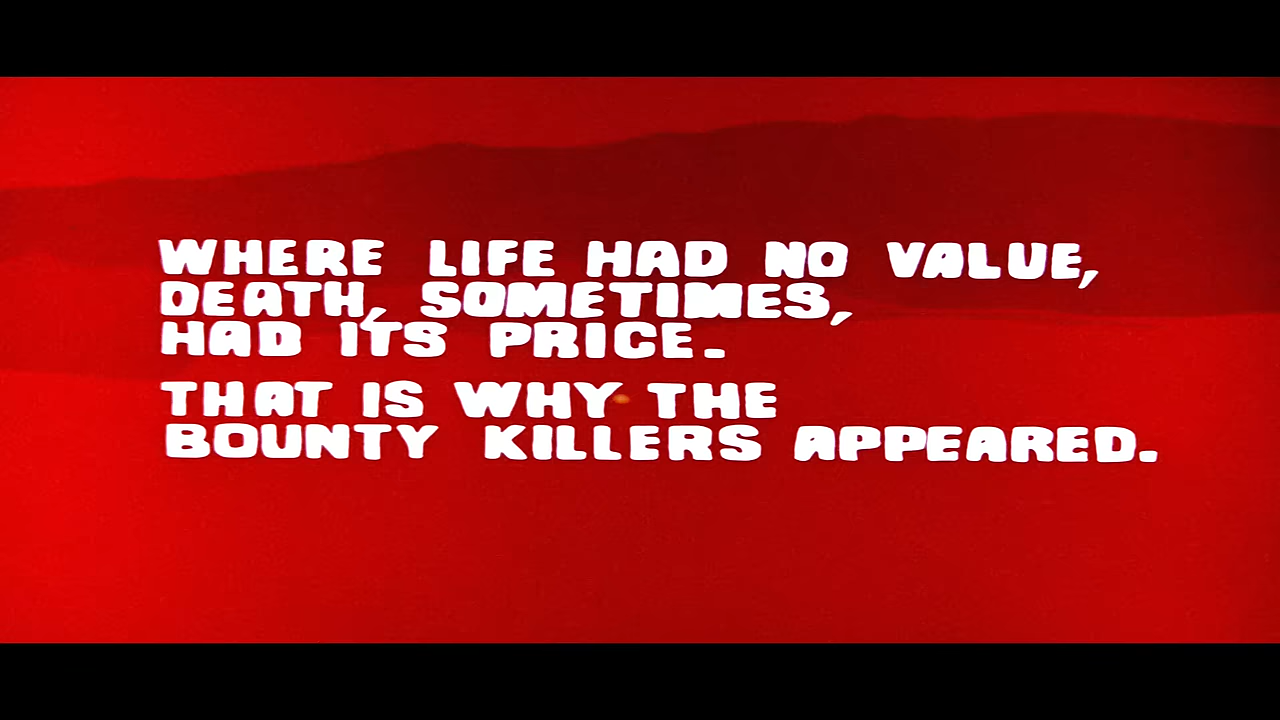 WHERE LIFE HAD NO VALUE,
DEATH, SOMETIMES,
HAD ITS PRICE.
THAT IS WHY THE
BOUNTY KILLERS APPEARED.